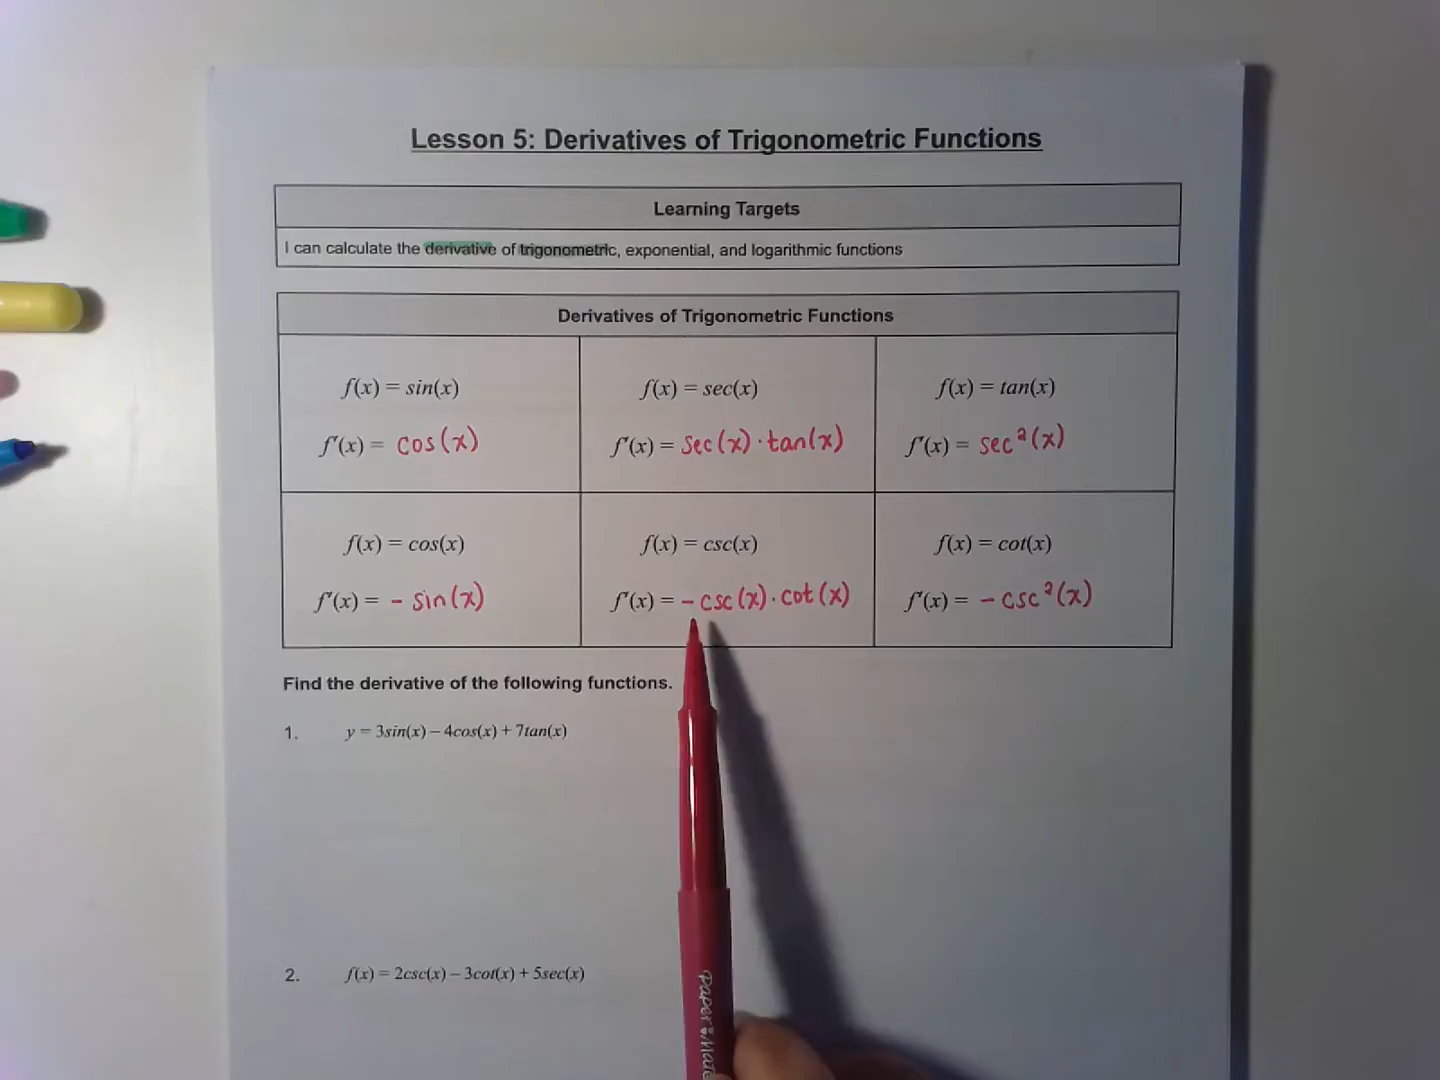 Lesson 5: Derivatives of Trigonometric Functions
Learning Targets
I can calculate the derivative of trigonometric, exponential, and logarithmic functions
Derivatives of Trigonometric Functions
f(x) = sin(x)
f'(x) = cos(x)
f(x) = sec(x)
f'(x) = sec(x) · tan(x)
f(x) = tan(x)
f'(x) = sec²(x)
f(x) = cos(x)
f'(x) = - sin(x)
f(x) = csc(x)
f'(x) = - csc(x) · cot(x)
f(x) = cot(x)
f'(x) = - csc²(x)
Find the derivative of the following functions.
1. y = 3sin(x) – 4cos(x) + 7tan(x)
2. f(x) = 2csc(x) – 3cot(x) + 5sec(x)
Paper Mate